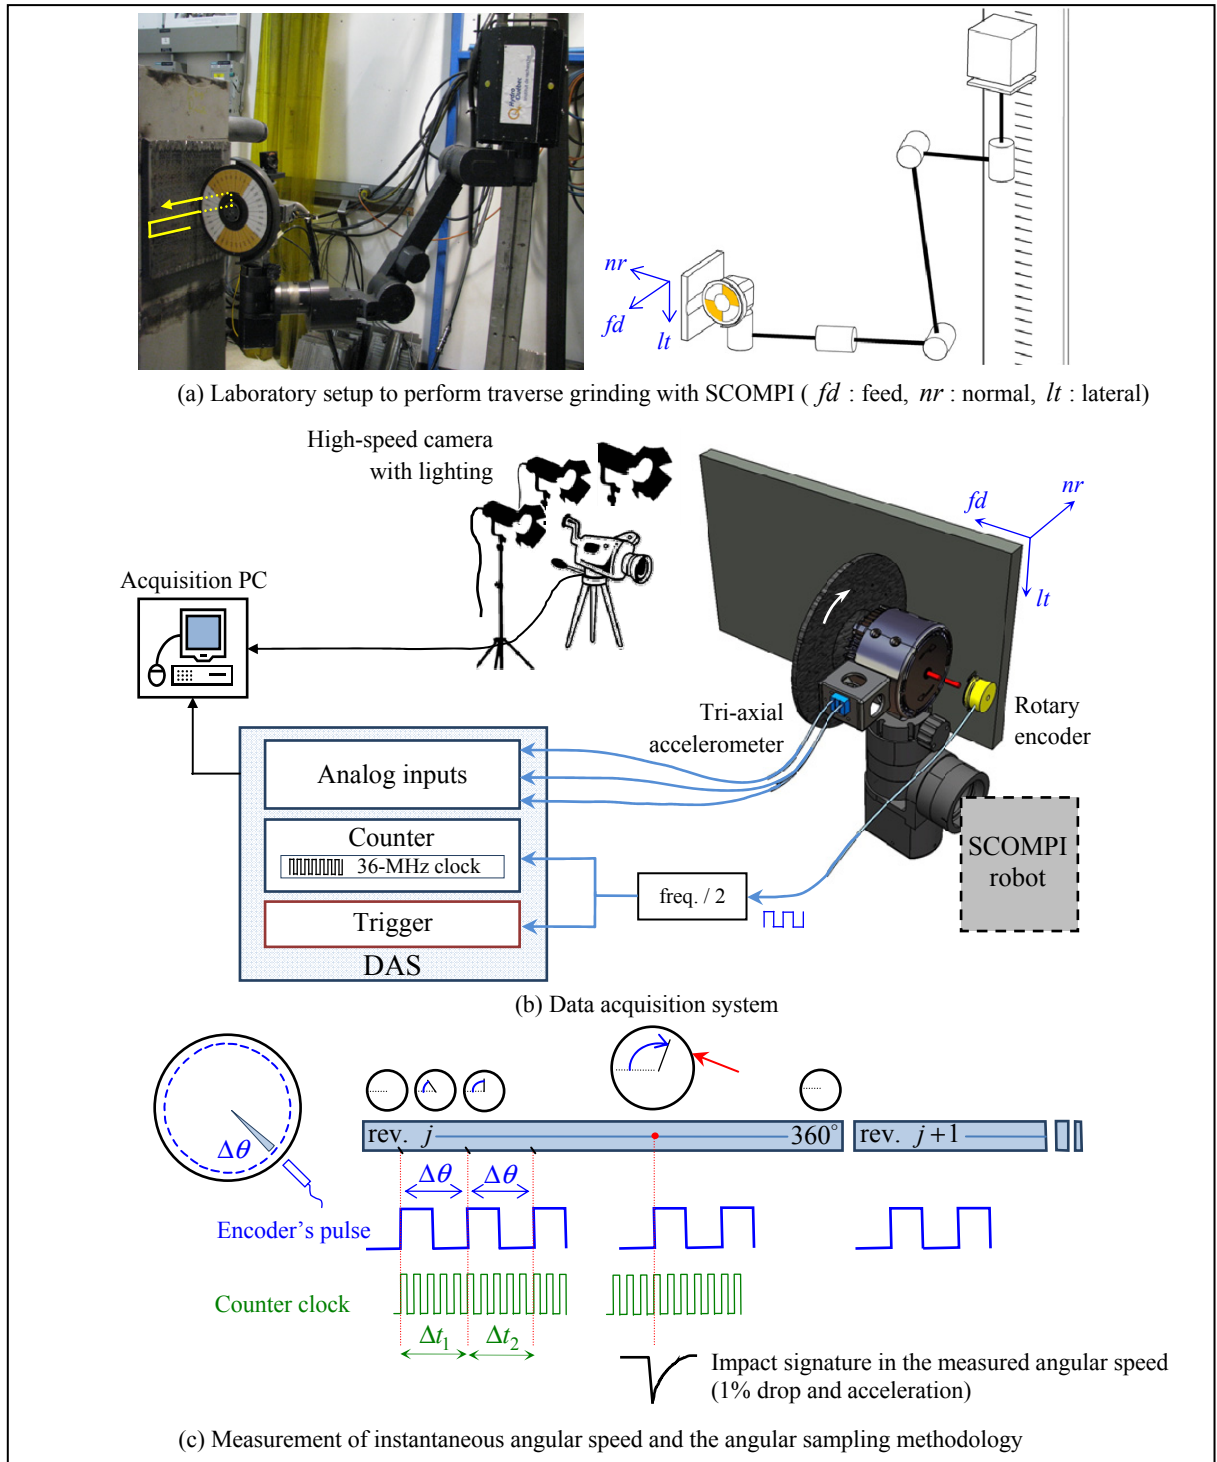 Hydro
Québec
nr
fd
lt
(a) Laboratory setup to perform traverse grinding with SCOMPI ( fd : feed, nr : normal, lt : lateral)
High-speed camera
with lighting
fd
nr
lt
Acquisition PC
Tri-axial
accelerometer
Rotary
encoder
Analog inputs
Counter
36-MHz clock
Trigger
DAS
freq. / 2
SCOMPI
robot
(b) Data acquisition system
Δθ
rev. j
360°
rev. j+1
Δθ Δθ
Encoder’s pulse
Counter clock
Δt₁ Δt₂
Impact signature in the measured angular speed
(1% drop and acceleration)
(c) Measurement of instantaneous angular speed and the angular sampling methodology